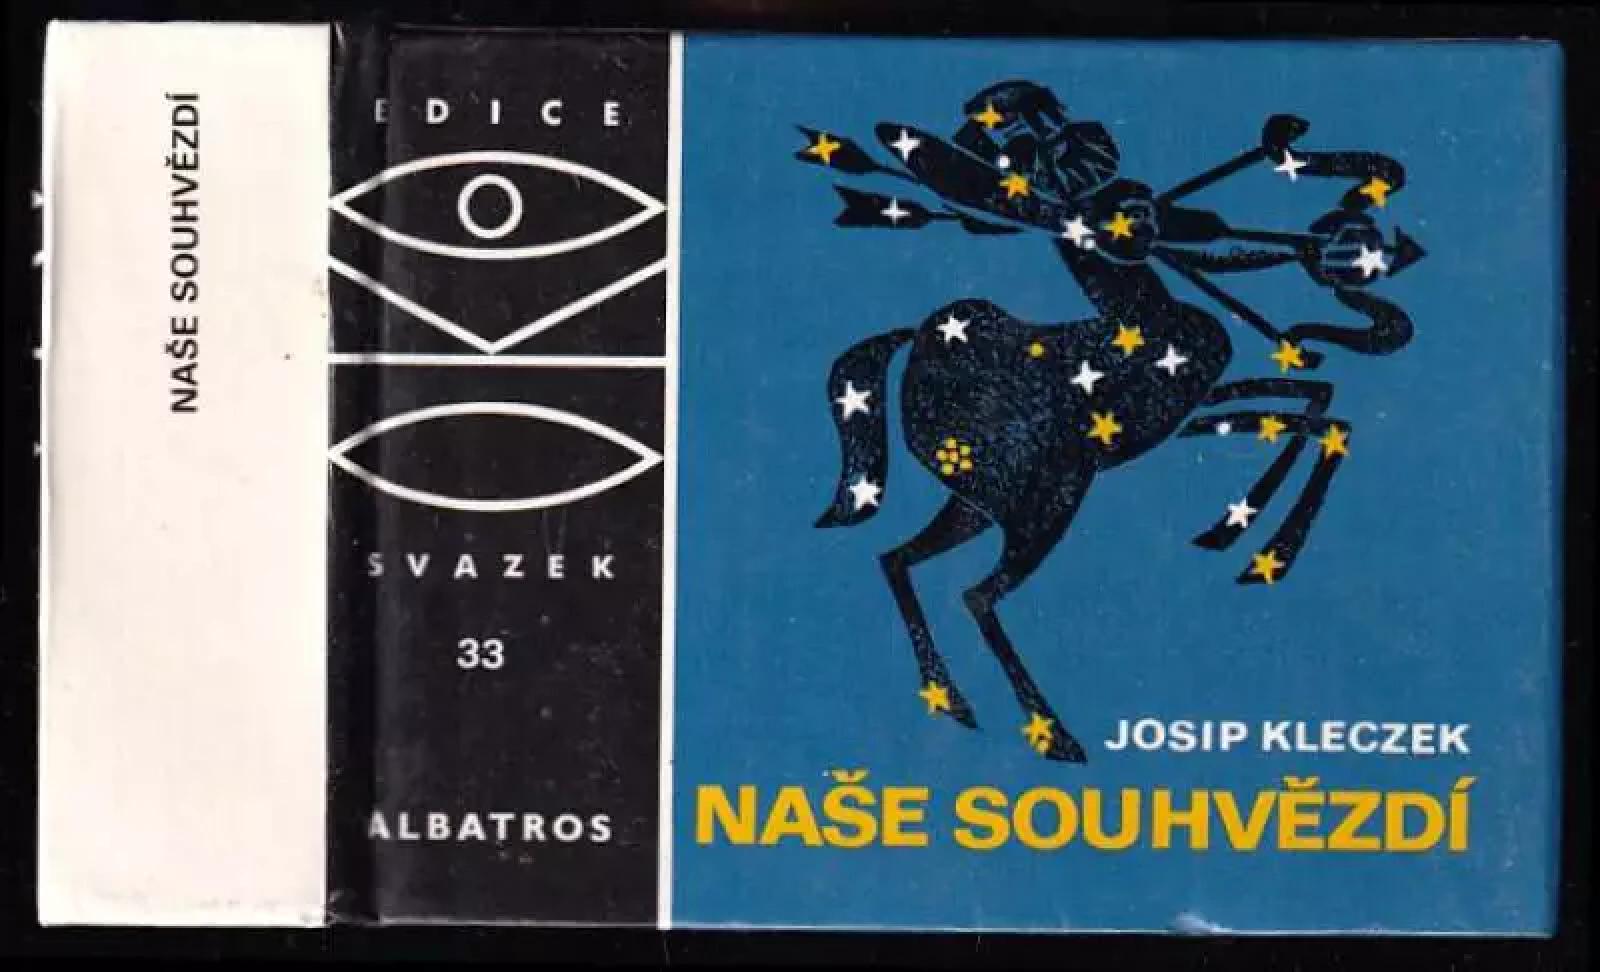 NAŠE SOUHVĚZDÍ
EDICE
SVAZEK
33
ALBATROS
JOSIP KLECZEK
NAŠE SOUHVĚZDÍ